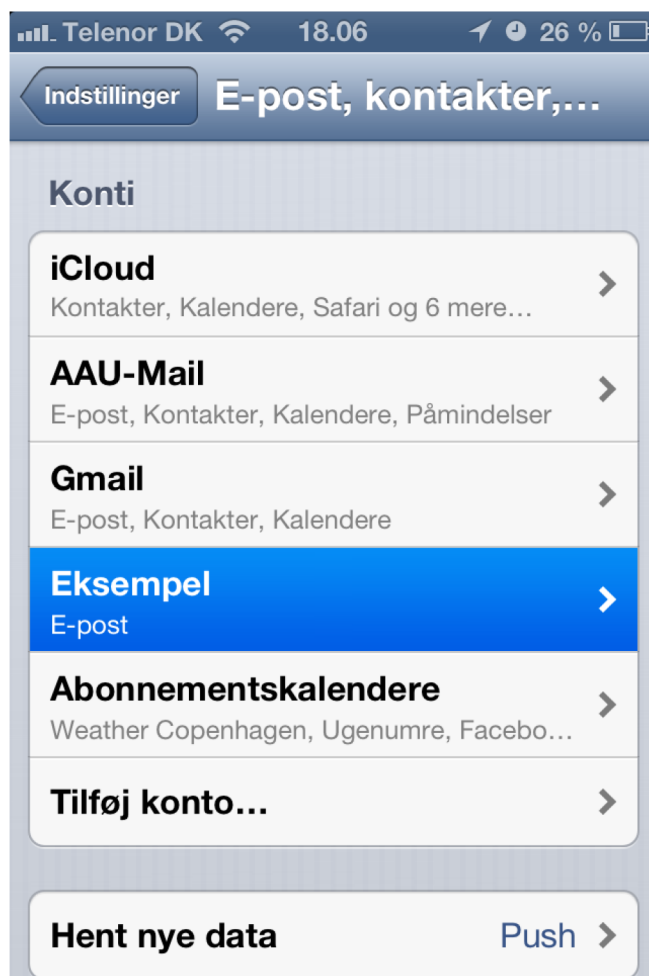 Telenor DK 18.06 26 %
Indstillinger E-post, kontakter,...
Konti
iCloud
Kontakter, Kalendere, Safari og 6 mere...
AAU-Mail
E-post, Kontakter, Kalendere, Påmindelser
Gmail
E-post, Kontakter, Kalendere
Eksempel
E-post
Abonnementskalendere
Weather Copenhagen, Ugenumre, Facebo...
Tilføj konto...
Hent nye data Push